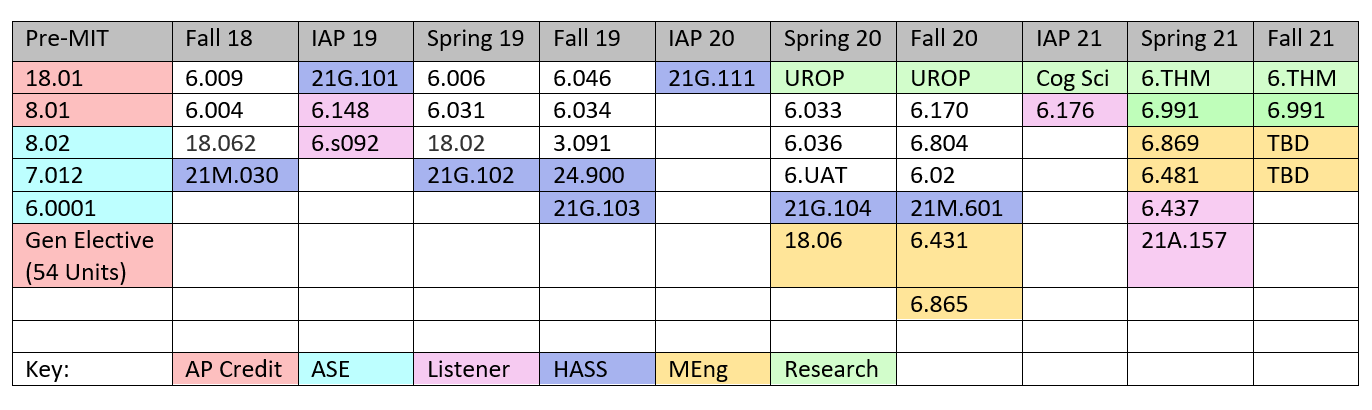 Pre-MIT Fall 18 IAP 19 Spring 19 Fall 19 IAP 20 Spring 20 Fall 20 IAP 21 Spring 21 Fall 21
18.01 6.009 21G.101 6.006 6.046 21G.111 UROP UROP Cog Sci 6.THM 6.THM
8.01 6.004 6.148 6.031 6.034 6.033 6.170 6.176 6.991 6.991
8.02 18.062 6.s092 18.02 3.091 6.036 6.804 6.869 TBD
7.012 21M.030 21G.102 24.900 6.UAT 6.02 6.481 TBD
6.0001 21G.103 21G.104 21M.601 6.437
Gen Elective 18.06 6.431 21A.157
(54 Units)
6.865
Key: AP Credit ASE Listener HASS MEng Research